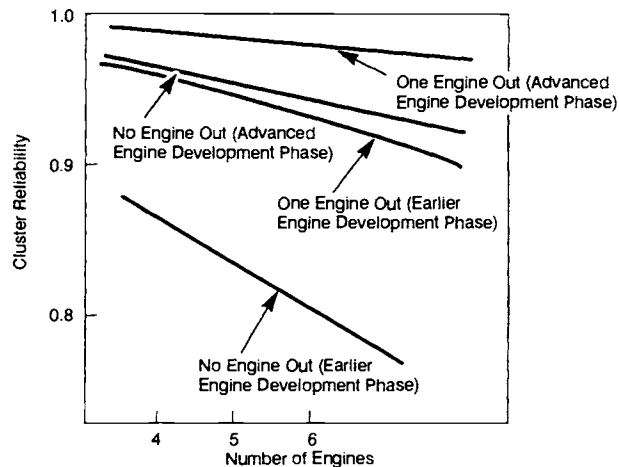 1.0
One Engine Out (Advanced
Engine Development Phase)
No Engine Out (Advanced
Engine Development Phase)
0.9
One Engine Out (Earlier
Engine Development Phase)
Cluster Reliability
0.8
No Engine Out (Earlier
Engine Development Phase)
4 5 6
Number of Engines